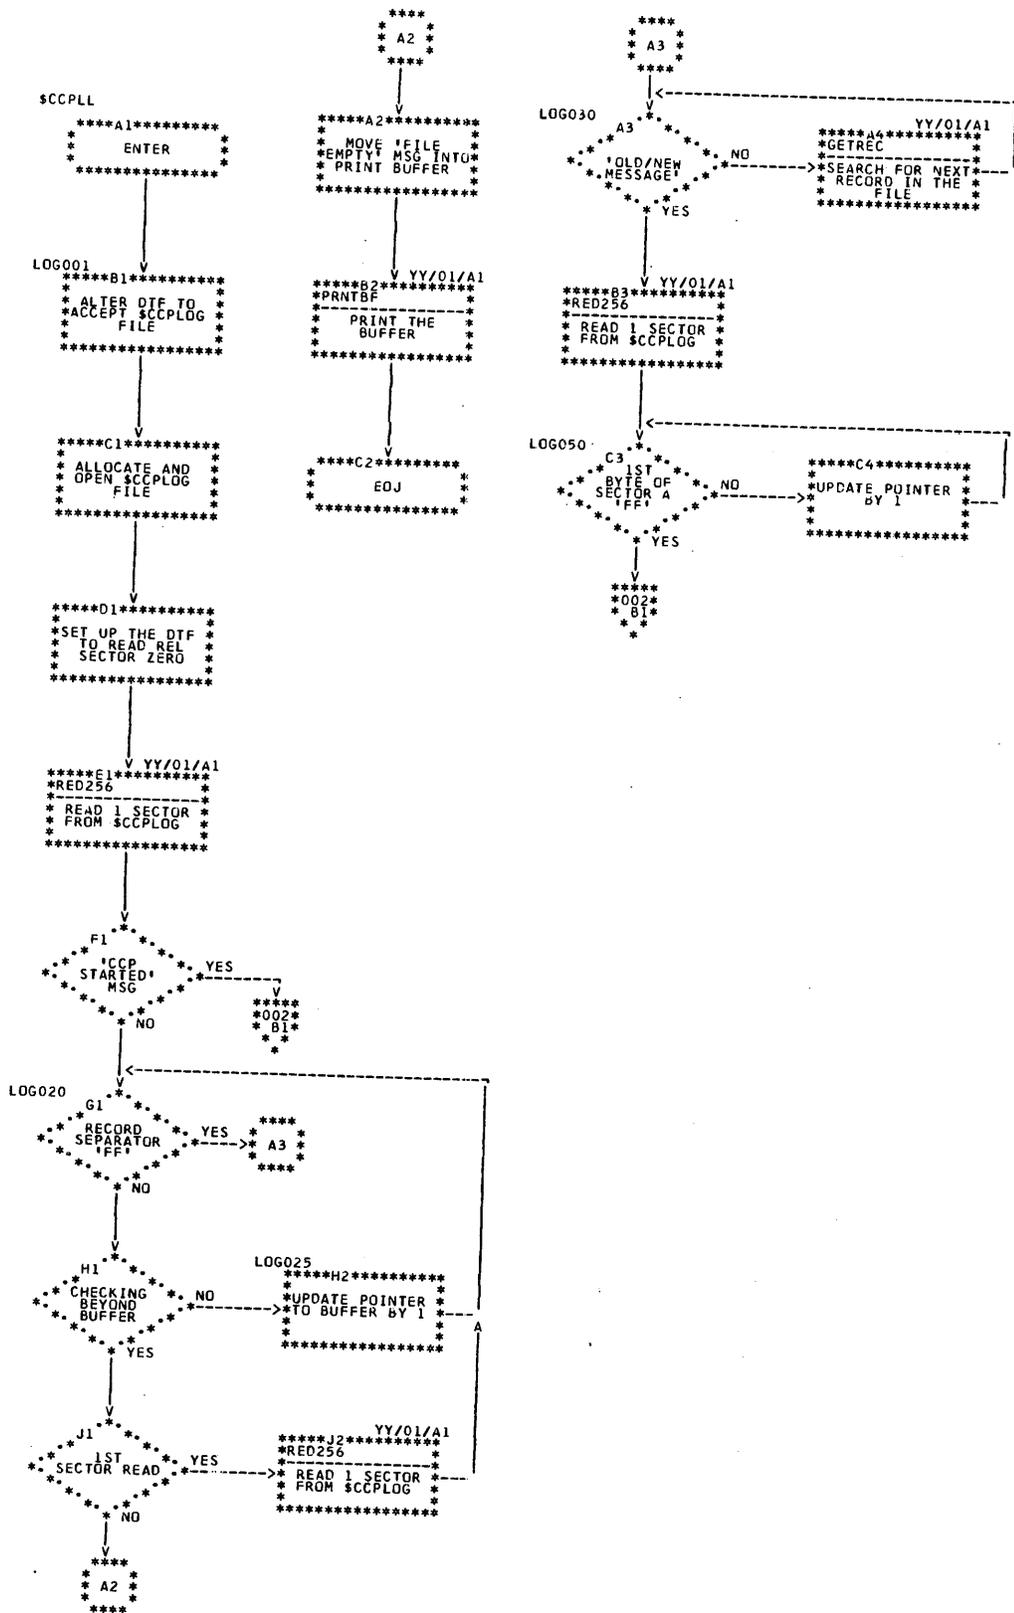 $CCPLL
A1
ENTER
LOG001
B1
ALTER DTF TO
ACCEPT $CCPLOG
FILE
C1
ALLOCATE AND
OPEN $CCPLOG
FILE
D1
SET UP THE DTF
TO READ REL
SECTOR ZERO
YY/01/A1
E1
RED256
READ 1 SECTOR
FROM $CCPLOG
F1
'CCP
STARTED'
MSG
YES
002
B1
NO
LOG020
G1
RECORD
SEPARATOR
'FF'
YES
A3
NO
H1
CHECKING
BEYOND
BUFFER
NO
LOG025
H2
UPDATE POINTER
TO BUFFER BY 1
A
YES
J1
1ST
SECTOR READ
YES
YY/01/A1
J2
RED256
READ 1 SECTOR
FROM $CCPLOG
NO
A2
A2
A2
MOVE 'FILE
EMPTY' MSG INTO
PRINT BUFFER
YY/01/A1
B2
PRNTBF
PRINT THE
BUFFER
C2
EOJ
A3
LOG030
A3
'OLD/NEW
MESSAGE'
NO
YY/01/A1
A4
GETREC
SEARCH FOR NEXT
RECORD IN THE
FILE
YES
YY/01/A1
B3
RED256
READ 1 SECTOR
FROM $CCPLOG
LOG050
C3
1ST
BYTE OF
SECTOR A
'FF'
NO
C4
UPDATE POINTER
BY 1
YES
002
B1